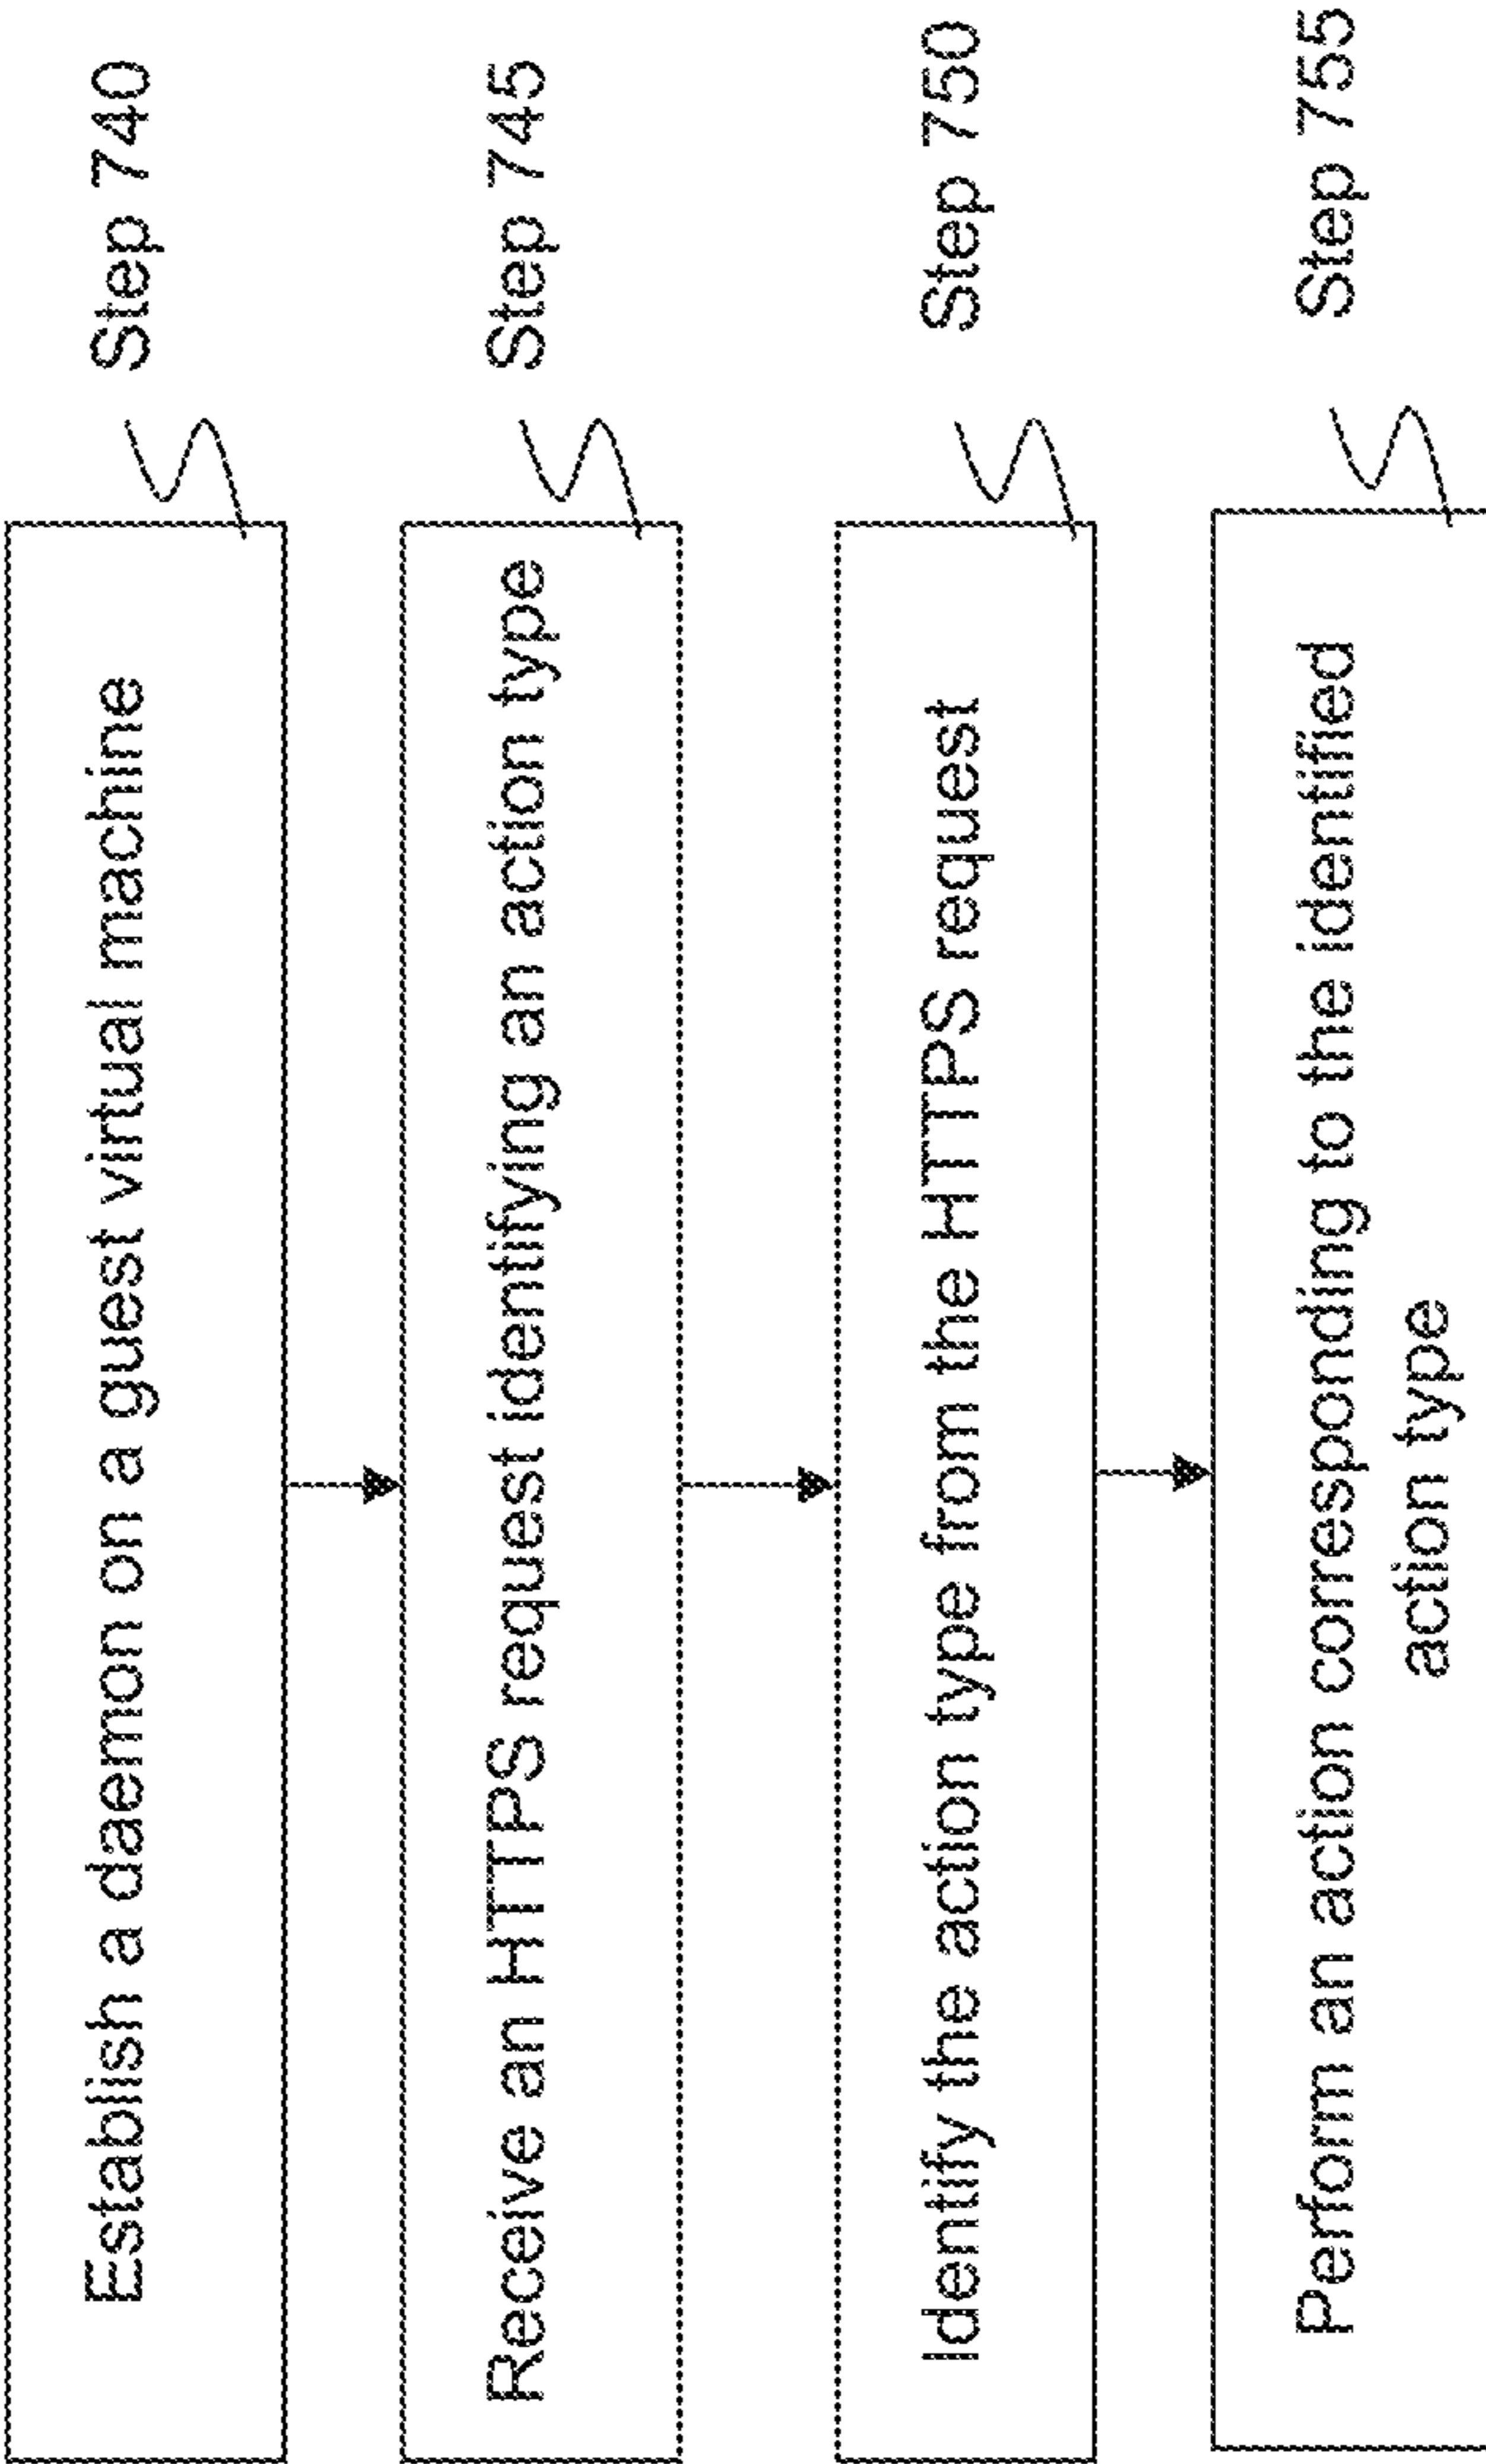 Establish a daemon on a guest virtual machine
Step 740
Receive an HTTPS request identifying an action type
Step 745
Identify the action type from the HTTPS request
Step 750
Perform an action corresponding to the identified
action type
Step 755